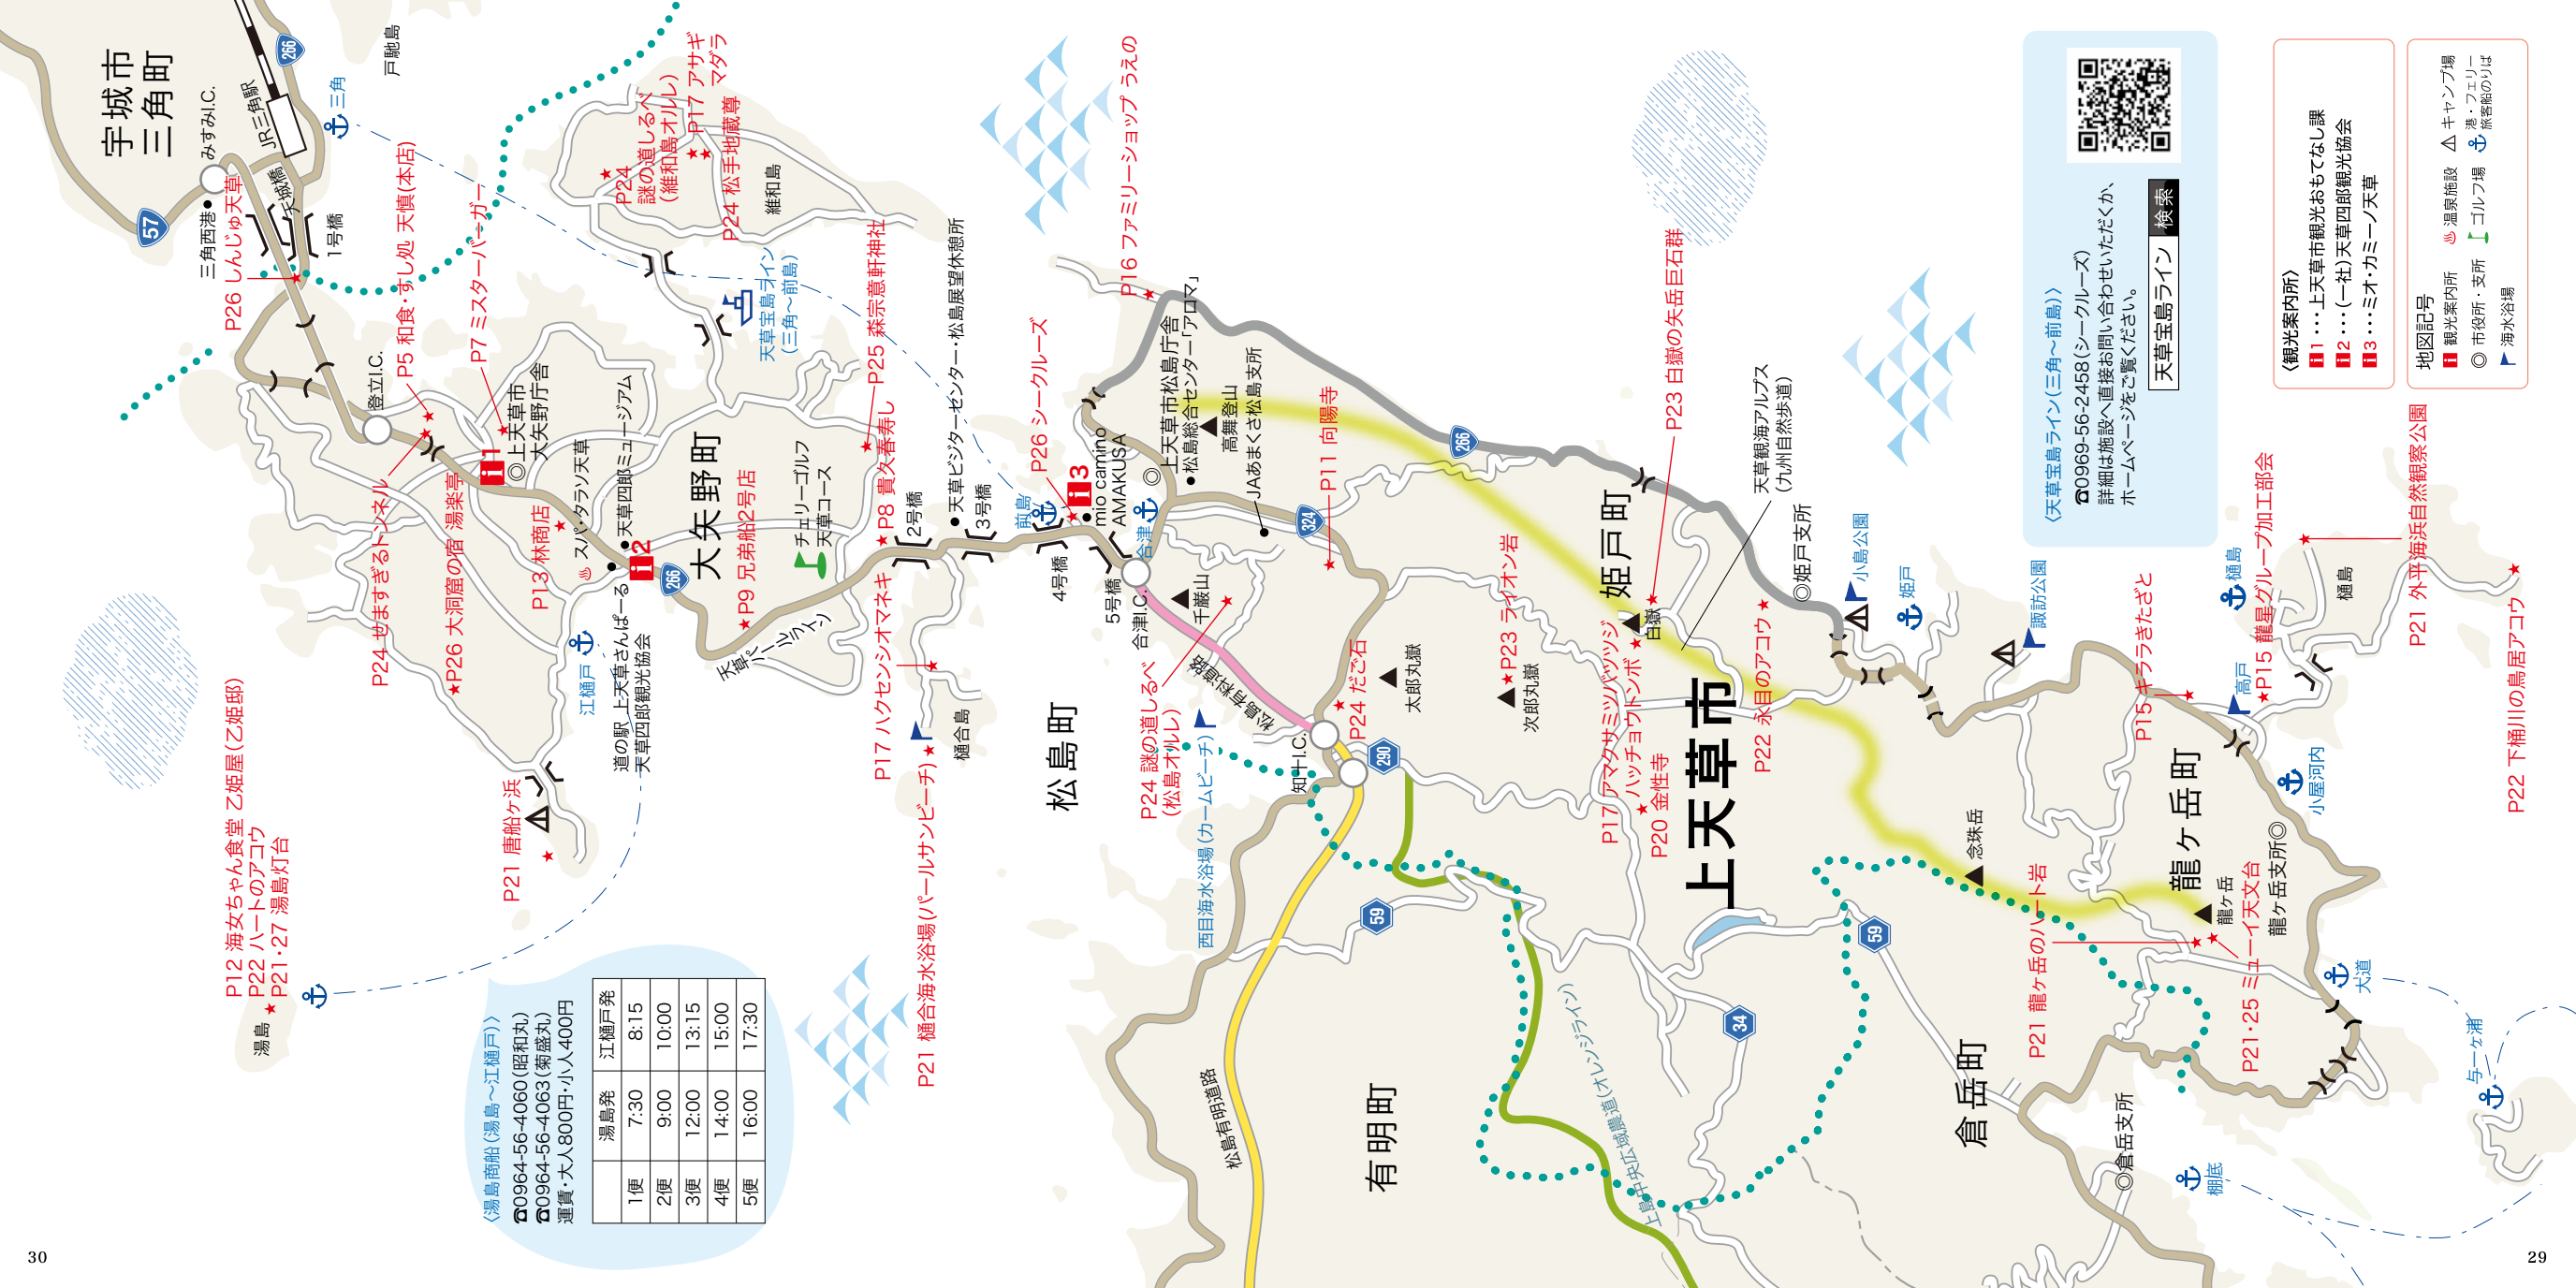 宇城市
三角町
57
266
みすみI.C.
三角西港
JR三角駅
天城橋
1号橋
三角
戸馳島
P26 しんじゅ天草
登立I.C.
P5 和食・すし処 天慎(本店)
P7 ミスターバーガー
P24
謎の道しるべ
(維和島オルレ)
P17 アサギ
マダラ
P24 松手地蔵尊
維和島
天草宝島ライン
(三角〜前島)
1
上天草市
大矢野庁舎
P24 せますぎるトンネル
P26 大洞窟の宿 湯楽亭
P13 林商店
スパ・タラソ天草
天草四郎ミュージアム
2
266
大矢野町
P9 兄弟船2号店
チェリーゴルフ
天草コース
P25 森宗意軒神社
P8 貴久春寿し
2号橋
天草ビジターセンター・松島展望休憩所
3号橋
天草パールライン
江樋戸
道の駅 上天草さんぱーる
天草四郎観光協会
P21 唐船ヶ浜
P12 海女ちゃん食堂 乙姫屋(乙姫邸)
P22 ハートのアコウ
P21・27 湯島灯台
湯島
P17 ハクセンシオマネキ
樋合島
P21 樋合海水浴場(パールサンビーチ)
〈湯島商船(湯島〜江樋戸)〉
☎0964-56-4060(昭和丸)
☎0964-56-4063(菊盛丸)
運賃・大人800円・小人400円
湯島発 江樋戸発
1便 7:30 8:15
2便 9:00 10:00
3便 12:00 13:15
4便 14:00 15:00
5便 16:00 17:30
30
P26 シークルーズ
前島
3
mio camino
AMAKUSA
4号橋
5号橋
合津
合津I.C.
P16 ファミリーショップ うえの
上天草市松島庁舎
松島総合センター「アロマ」
高舞登山
JAあまくさ松島支所
P11 向陽寺
324
266
千巌山
松島町
P24 謎の道しるべ
(松島オルレ)
西目海水浴場(カームビーチ)
松島有料道路
知十I.C.
P24 だご石
290
太郎丸嶽
次郎丸嶽
P23 ライオン岩
59
松島有明道路
有明町
上島中央広域農道(オレンジライン)
34
59
P23 白嶽の矢岳巨石群
天草観海アルプス
(九州自然歩道)
姫戸町
白嶽
P17 アマクサミツバツツジ
ハッチョウトンボ
P20 金性寺
上天草市
P22 永目のアコウ
姫戸支所
小島公園
姫戸
諏訪公園
念珠岳
倉岳町
倉岳支所
棚底
P21 龍ヶ岳のハート岩
P15 キララきたざと
高戸
樋島
P15 龍星グループ加工部会
樋島
P21 外平海浜自然観察公園
P22 下桶川の鳥居アコウ
小屋河内
龍ヶ岳町
龍ヶ岳支所
龍ヶ岳
P21・25 ミューイ天文台
大道
与一ヶ浦
〈天草宝島ライン(三角〜前島)〉
☎0969-56-2458(シークルーズ)
詳細は施設へ直接お問い合わせいただくか、
ホームページをご覧ください。
天草宝島ライン 検索
〈観光案内所〉
1・・・上天草市観光おもてなし課
2・・・(一社)天草四郎観光協会
3・・・ミオ・カミーノ天草
地図記号
観光案内所 温泉施設 キャンプ場
市役所・支所 ゴルフ場 港・フェリー
旅客船のりば
海水浴場
29